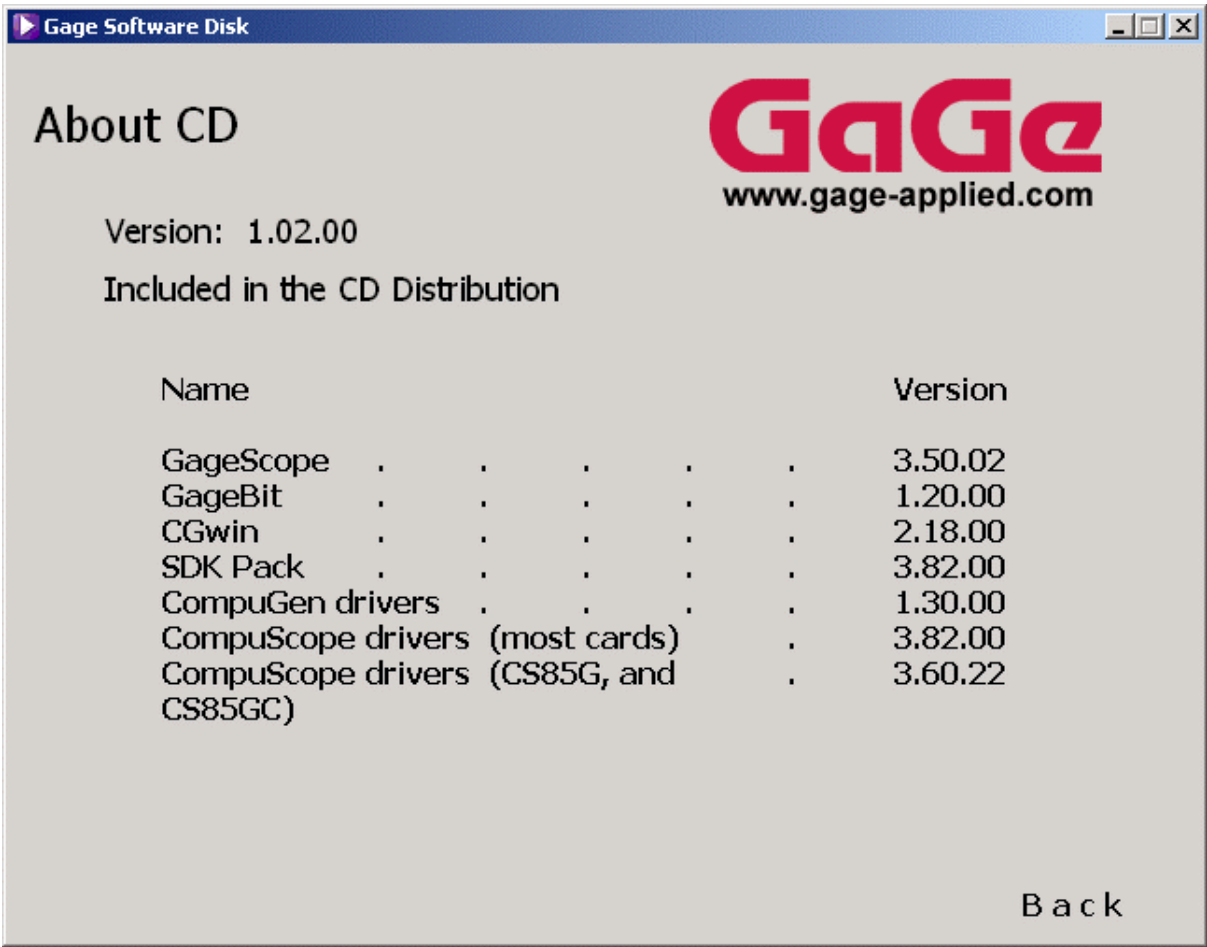 Gage Software Disk
About CD
GaGe
www.gage-applied.com
Version: 1.02.00
Included in the CD Distribution
Name Version
GageScope . . . . . 3.50.02
GageBit . . . . . 1.20.00
CGwin . . . . . 2.18.00
SDK Pack . . . . . 3.82.00
CompuGen drivers . . . . 1.30.00
CompuScope drivers (most cards) . 3.82.00
CompuScope drivers (CS85G, and . 3.60.22
CS85GC)
Back